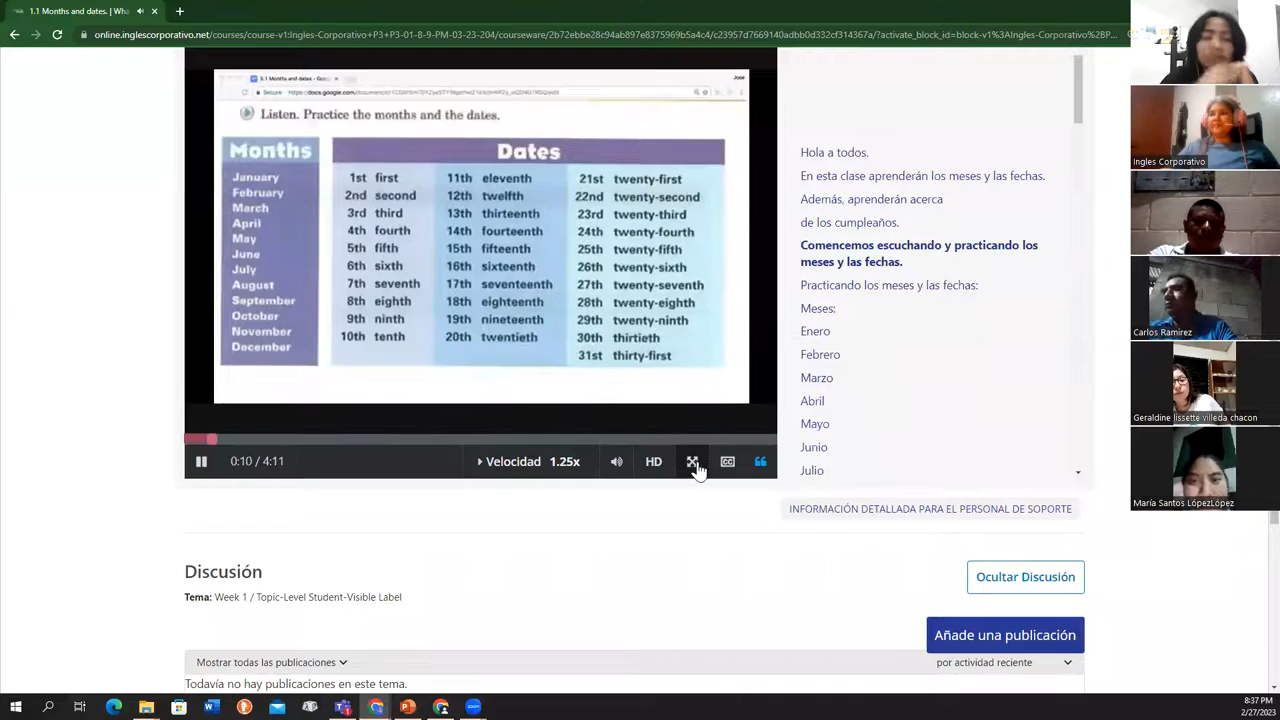 1.1 Months and dates. | Wha
online.inglescorporativo.net/courses/course-v1:Ingles-Corporativo+P3+P3-01-8-9-PM-03-23-204/courseware/2b72ebbe28c94ab897e8375969b5a4c4/c23957d7669140adbb0d332cf314367a/?activate_block_id=block-v1%3AIngles-Corporativo%2BP...
3.1 Months and dates - Goo
Jose
Secure
Listen. Practice the months and the dates.
Months
January
February
March
April
May
June
July
August
September
October
November
December
Dates
1st first
2nd second
3rd third
4th fourth
5th fifth
6th sixth
7th seventh
8th eighth
9th ninth
10th tenth
11th eleventh
12th twelfth
13th thirteenth
14th fourteenth
15th fifteenth
16th sixteenth
17th seventeenth
18th eighteenth
19th nineteenth
20th twentieth
21st twenty-first
22nd twenty-second
23rd twenty-third
24th twenty-fourth
25th twenty-fifth
26th twenty-sixth
27th twenty-seventh
28th twenty-eighth
29th twenty-ninth
30th thirtieth
31st thirty-first
0:10 / 4:11
Velocidad 1.25x
HD
CC
Hola a todos.
En esta clase aprenderán los meses y las fechas.
Además, aprenderán acerca
de los cumpleaños.
Comencemos escuchando y practicando los
meses y las fechas.
Practicando los meses y las fechas:
Meses:
Enero
Febrero
Marzo
Abril
Mayo
Junio
Julio
INFORMACIÓN DETALLADA PARA EL PERSONAL DE SOPORTE
Discusión
Ocultar Discusión
Tema: Week 1 / Topic-Level Student-Visible Label
Añade una publicación
Mostrar todas las publicaciones
por actividad reciente
Todavía no hay publicaciones en este tema.
Ingles Corporativo
Carlos Ramirez
Geraldine lissette villeda chacon
María Santos LópezLópez
8:37 PM
2/27/2023